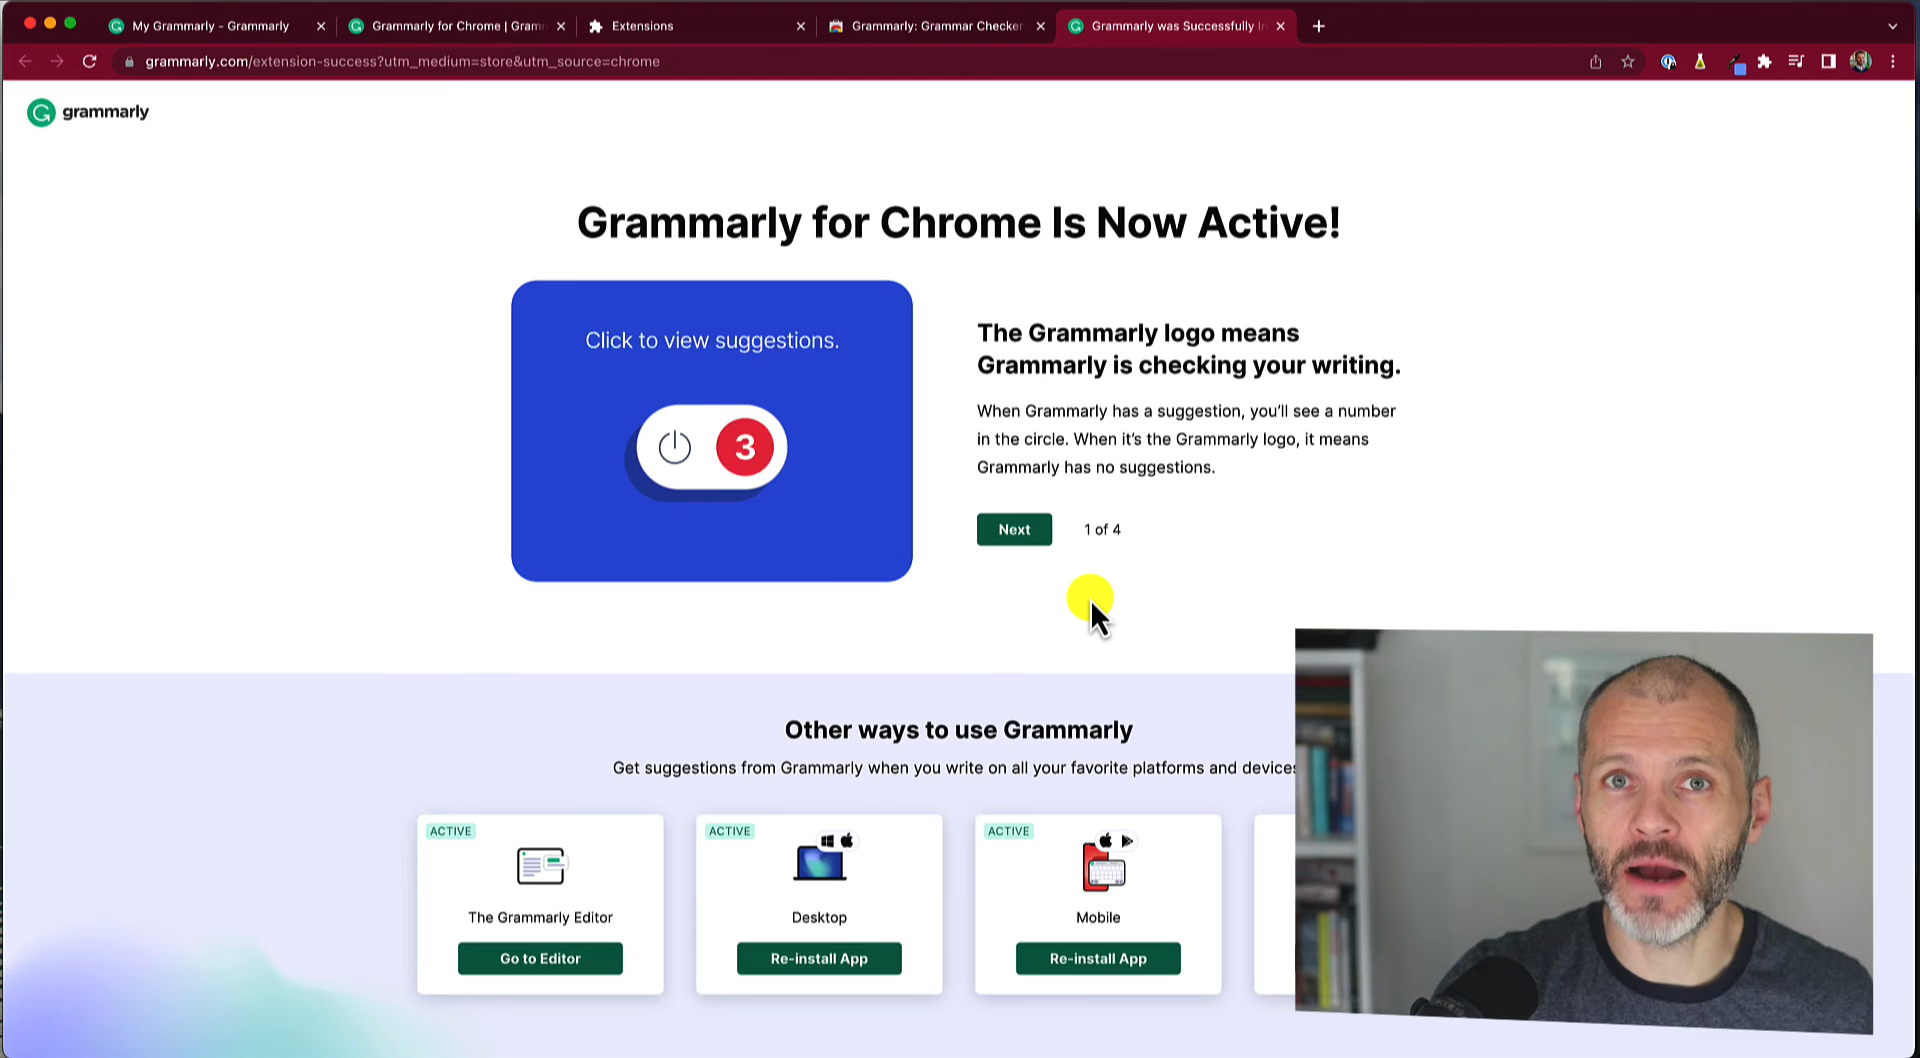 My Grammarly - Grammarly
Grammarly for Chrome | Gram
Extensions
Grammarly: Grammar Checker
Grammarly was Successfully In
grammarly.com/extension-success?utm_medium=store&utm_source=chrome
grammarly
Grammarly for Chrome Is Now Active!
Click to view suggestions.
3
The Grammarly logo means
Grammarly is checking your writing.
When Grammarly has a suggestion, you'll see a number
in the circle. When it's the Grammarly logo, it means
Grammarly has no suggestions.
Next
1 of 4
Other ways to use Grammarly
Get suggestions from Grammarly when you write on all your favorite platforms and devices
ACTIVE
The Grammarly Editor
Go to Editor
ACTIVE
Desktop
Re-install App
ACTIVE
Mobile
Re-install App